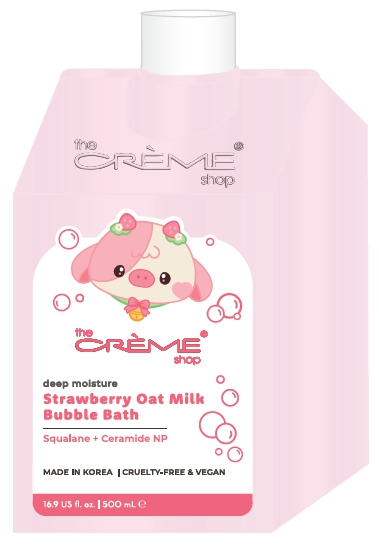 the
CRÈME®
shop
the
CRÈME®
shop
deep moisture
Strawberry Oat Milk
Bubble Bath
Squalane + Ceramide NP
MADE IN KOREA | CRUELTY-FREE & VEGAN
16.9 US fl. oz. | 500 mL ℮